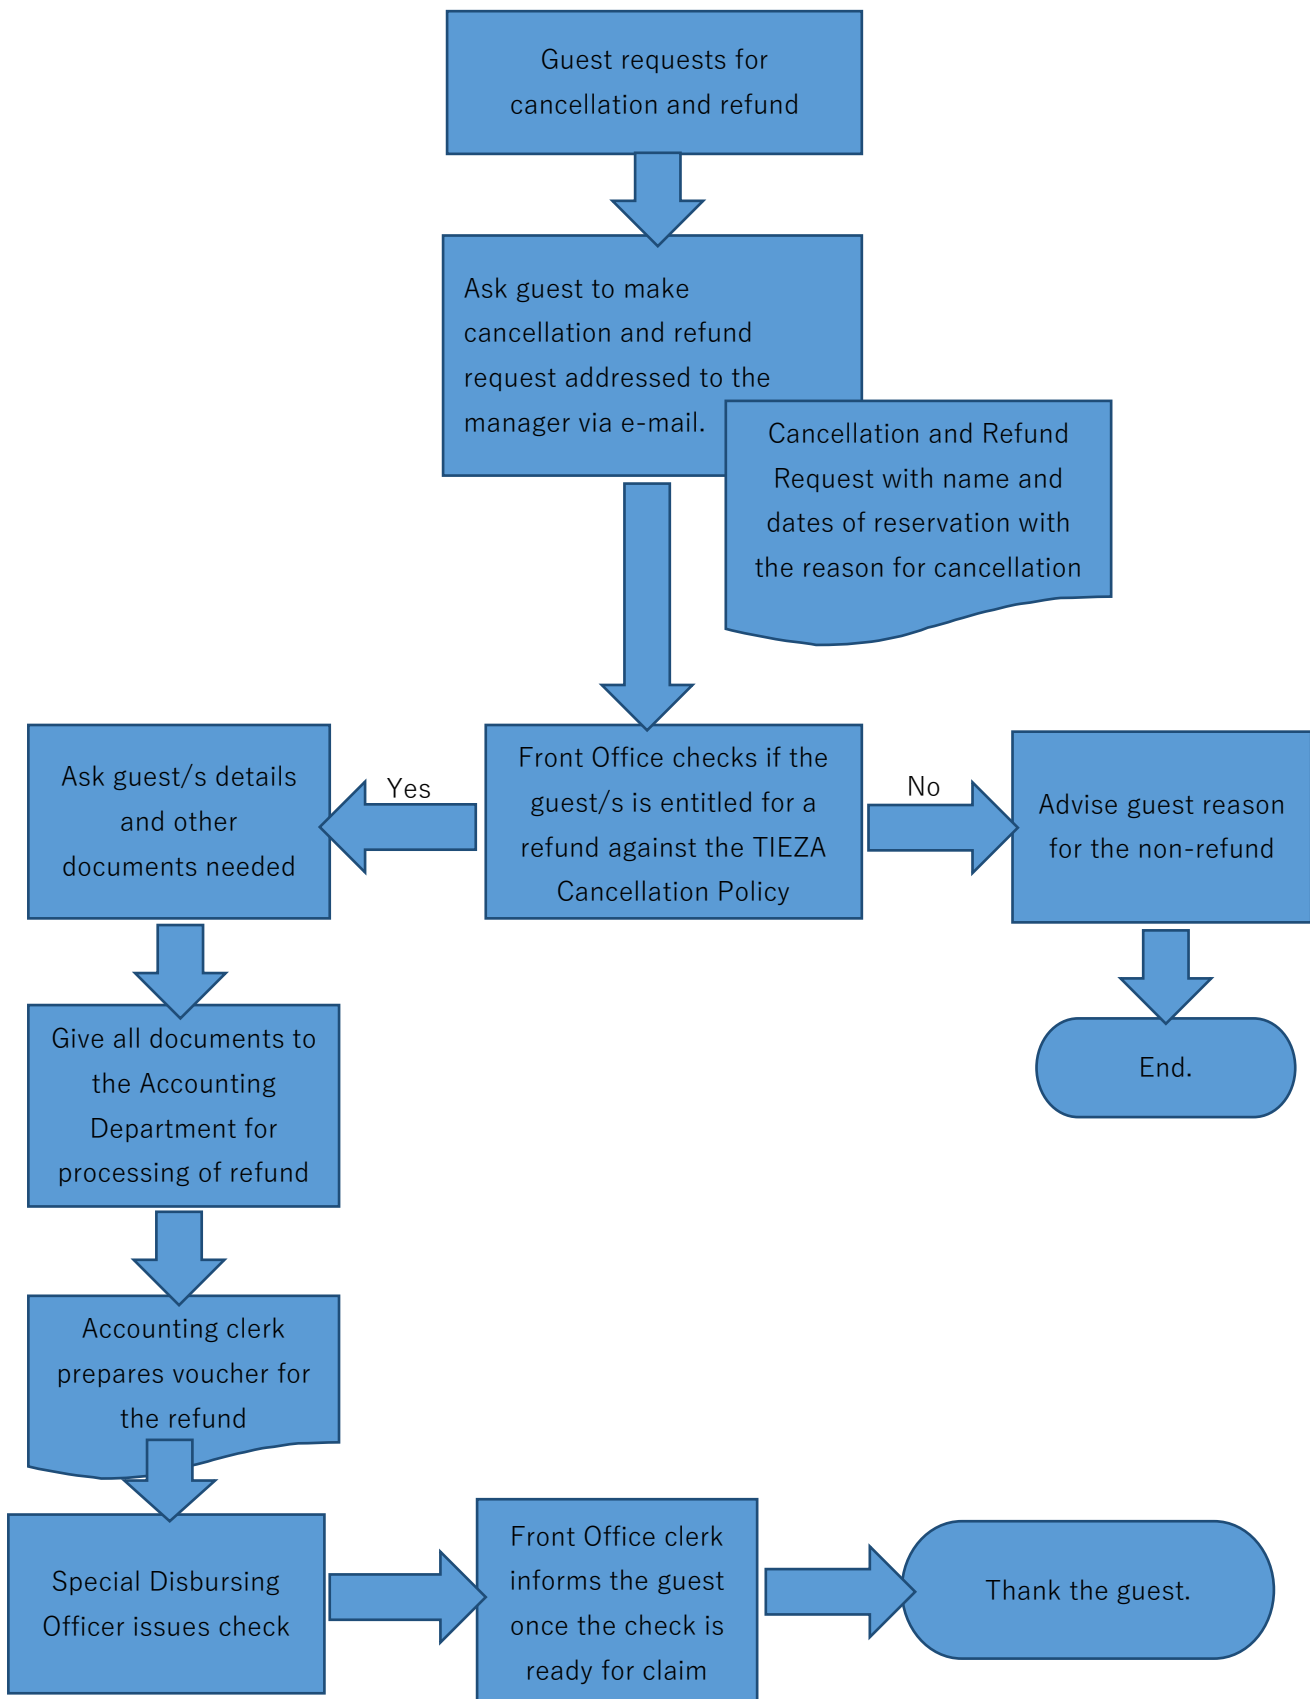 Guest requests for
cancellation and refund
Ask guest to make
cancellation and refund
request addressed to the
manager via e-mail.
Cancellation and Refund
Request with name and
dates of reservation with
the reason for cancellation
Front Office checks if the
guest/s is entitled for a
refund against the TIEZA
Cancellation Policy
Yes
No
Ask guest/s details
and other
documents needed
Advise guest reason
for the non-refund
End.
Give all documents to
the Accounting
Department for
processing of refund
Accounting clerk
prepares voucher for
the refund
Special Disbursing
Officer issues check
Front Office clerk
informs the guest
once the check is
ready for claim
Thank the guest.